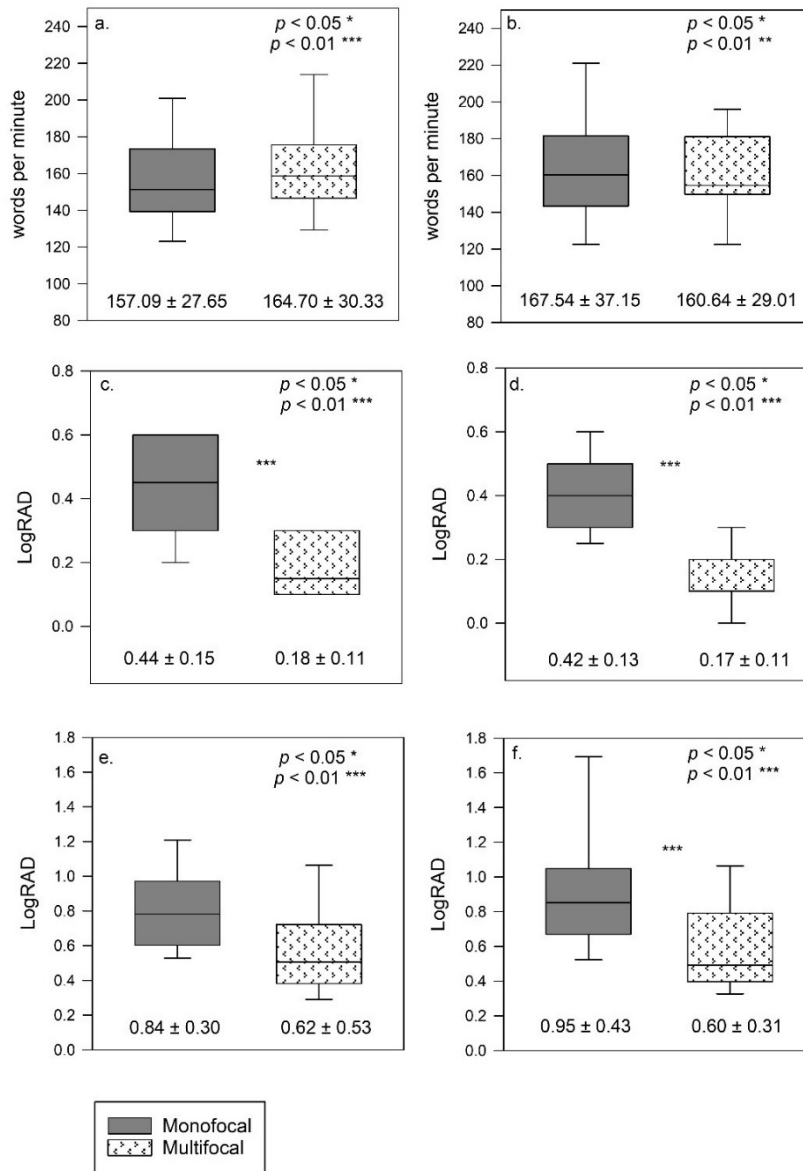 a.
p < 0.05 *
p < 0.01 ***
240
220
200
180
160
140
120
100
80
words per minute
157.09 ± 27.65 164.70 ± 30.33
b.
p < 0.05 *
p < 0.01 **
240
220
200
180
160
140
120
100
80
words per minute
167.54 ± 37.15 160.64 ± 29.01
c.
p < 0.05 *
p < 0.01 ***
0.8
0.6
0.4
0.2
0.0
LogRAD
***
0.44 ± 0.15 0.18 ± 0.11
d.
p < 0.05 *
p < 0.01 ***
0.8
0.6
0.4
0.2
0.0
LogRAD
***
0.42 ± 0.13 0.17 ± 0.11
e.
p < 0.05 *
p < 0.01 ***
1.8
1.6
1.4
1.2
1.0
0.8
0.6
0.4
0.2
0.0
LogRAD
0.84 ± 0.30 0.62 ± 0.53
f.
p < 0.05 *
p < 0.01 ***
1.8
1.6
1.4
1.2
1.0
0.8
0.6
0.4
0.2
0.0
LogRAD
***
0.95 ± 0.43 0.60 ± 0.31
Monofocal
Multifocal